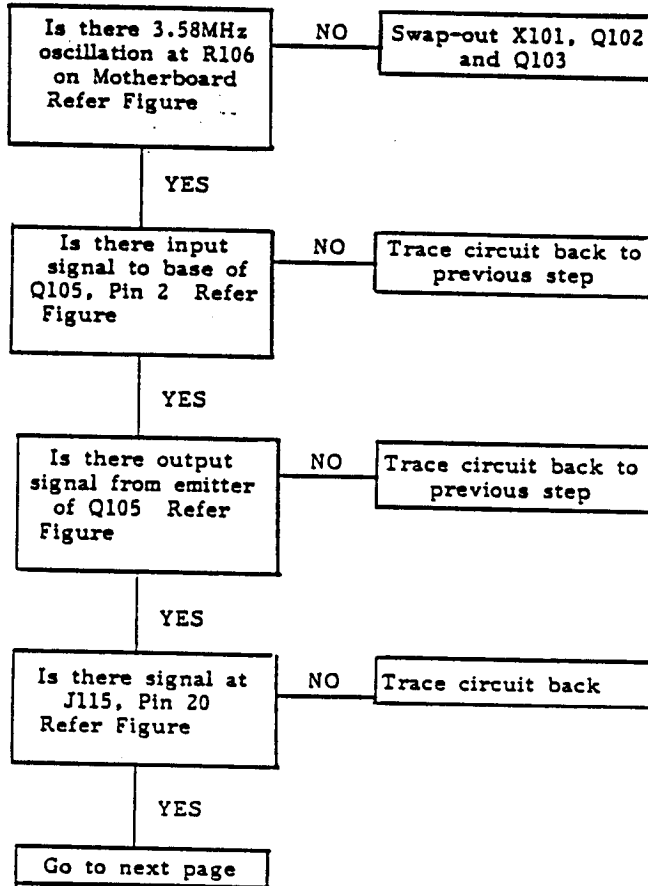 Is there 3.58MHz
oscillation at R106
on Motherboard
Refer Figure
NO
Swap-out X101, Q102
and Q103
YES
Is there input
signal to base of
Q105, Pin 2 Refer
Figure
NO
Trace circuit back to
previous step
YES
Is there output
signal from emitter
of Q105 Refer
Figure
NO
Trace circuit back to
previous step
YES
Is there signal at
J115, Pin 20
Refer Figure
NO
Trace circuit back
YES
Go to next page